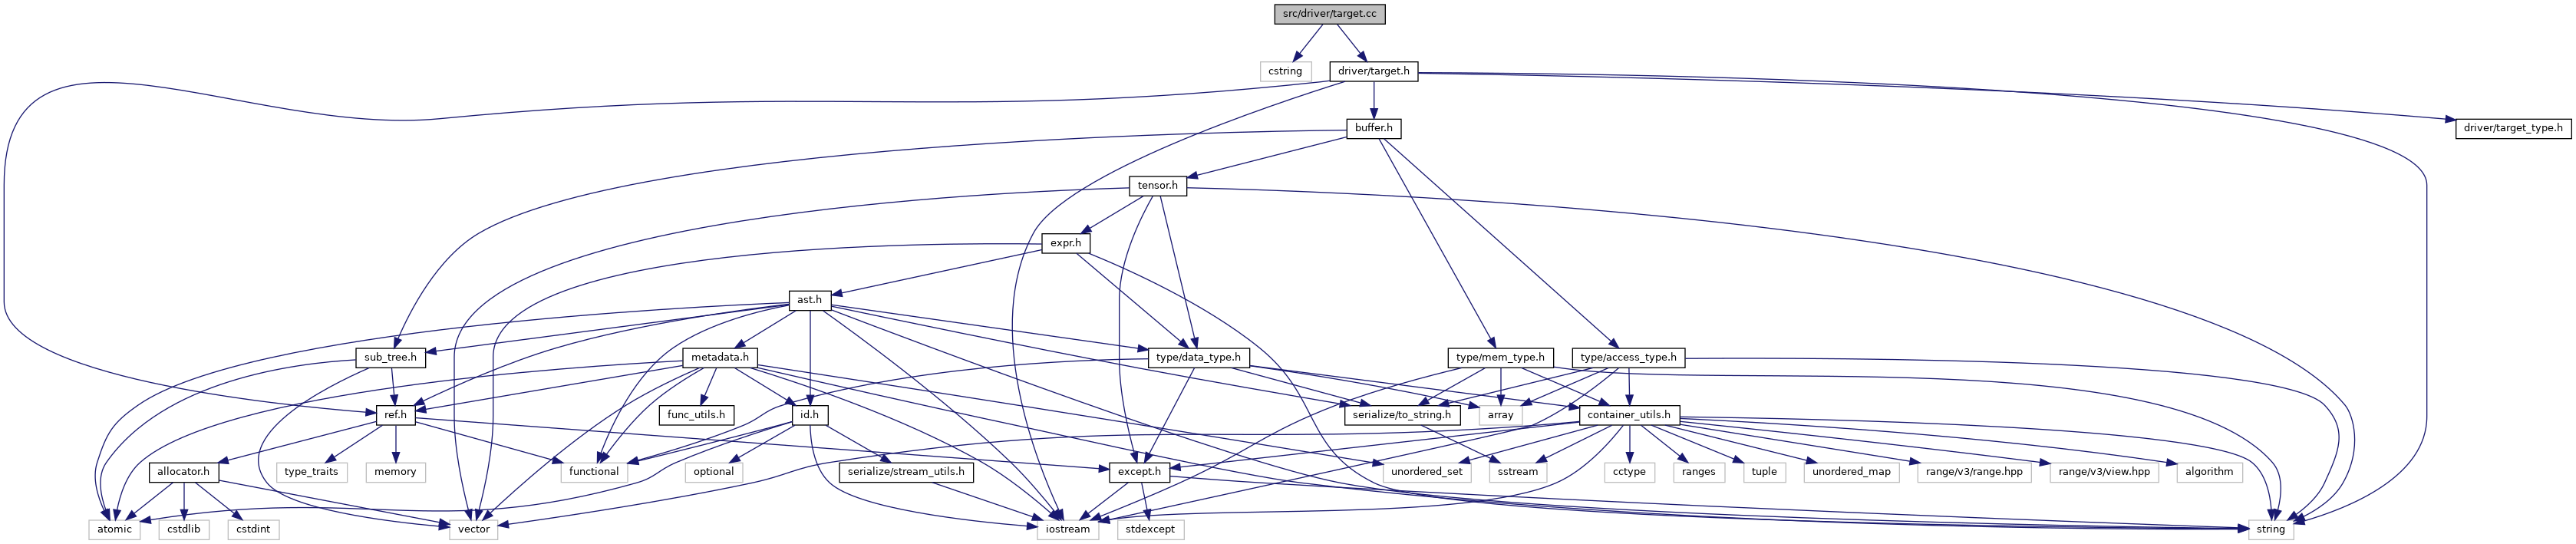 src/driver/target.cc
cstring
driver/target.h
buffer.h
driver/target_type.h
tensor.h
expr.h
ast.h
sub_tree.h
metadata.h
type/data_type.h
type/mem_type.h
type/access_type.h
ref.h
func_utils.h
id.h
serialize/to_string.h
array
container_utils.h
allocator.h
type_traits
memory
functional
optional
serialize/stream_utils.h
except.h
unordered_set
sstream
cctype
ranges
tuple
unordered_map
range/v3/range.hpp
range/v3/view.hpp
algorithm
atomic
cstdlib
cstdint
vector
iostream
stdexcept
string